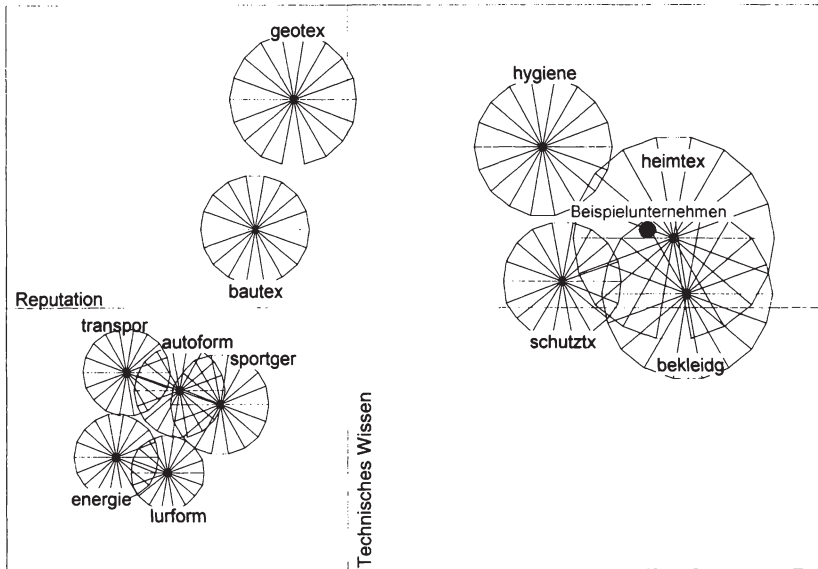 geotex
hygiene
heimtex
Beispielunternehmen
bautex
Reputation
transpor
autoform
sportger
schutztx
bekleidg
energie
lurform
Technisches Wissen